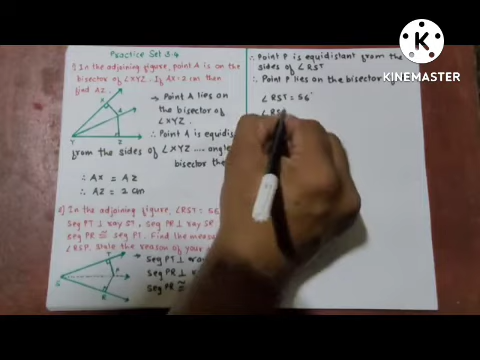 Practice Set 3.4
1) In the adjoining figure, point A is on the
bisector of ∠XYZ. If AX = 2 cm then
find AZ.
→ Point A lies on
the bisector of
∠XYZ.
∴ Point A is equidis
from the sides of ∠XYZ .... angle
bisector the
∴ AX = AZ
∴ AZ = 2 cm
2) In the adjoining figure, ∠RST = 56
seg PT ⊥ ray ST, seg PR ⊥ ray SR
seg PR ≅ seg PT. Find the meas
∠RSP. State the reason of your
→ seg PT ⊥ ray
seg PR ⊥ r
seg PR ≅
X
A
Y
Z
T
S
P
R
∴ Point P is equidistant from the
sides of ∠RST
∴ Point P lies on the bisector of
∠RST = 56°
∠RS
K
KINEMASTER